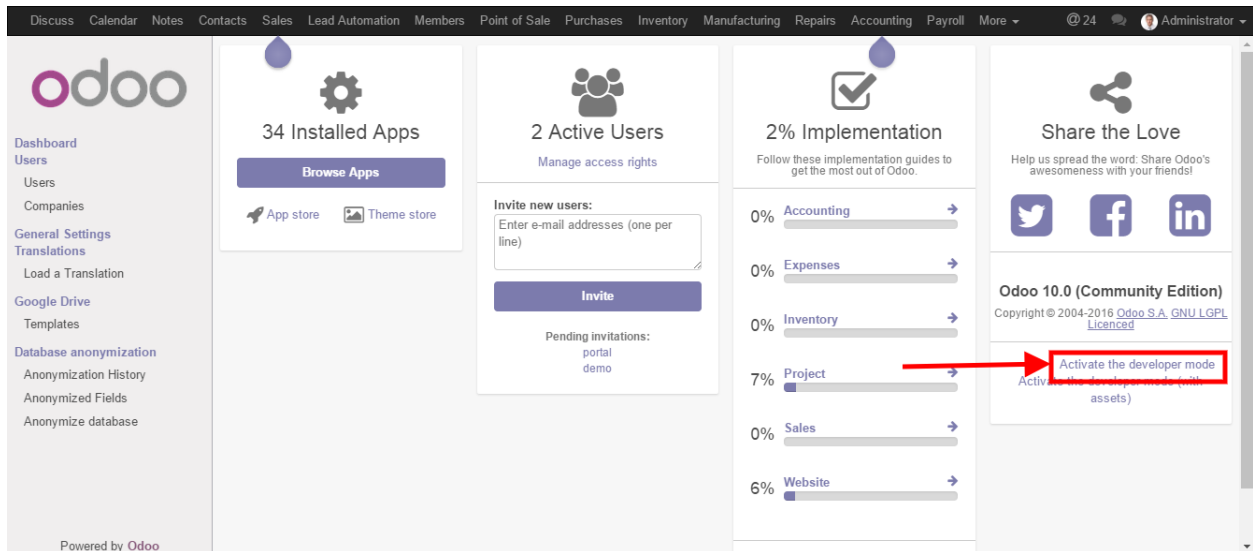 Discuss Calendar Notes Contacts Sales Lead Automation Members Point of Sale Purchases Inventory Manufacturing Repairs Accounting Payroll More @ 24 Administrator
odoo
Dashboard
Users
Users
Companies
General Settings
Translations
Load a Translation
Google Drive
Templates
Database anonymization
Anonymization History
Anonymized Fields
Anonymize database
Powered by Odoo
34 Installed Apps
Browse Apps
App store Theme store
2 Active Users
Manage access rights
Invite new users:
Enter e-mail addresses (one per
line)
Invite
Pending invitations:
portal
demo
2% Implementation
Follow these implementation guides to
get the most out of Odoo.
0% Accounting
0% Expenses
0% Inventory
7% Project
0% Sales
6% Website
Share the Love
Help us spread the word: Share Odoo's
awesomeness with your friends!
in
Odoo 10.0 (Community Edition)
Copyright © 2004-2016 Odoo S.A. GNU LGPL
Licenced
Activate the developer mode
Activate the developer mode (with
assets)